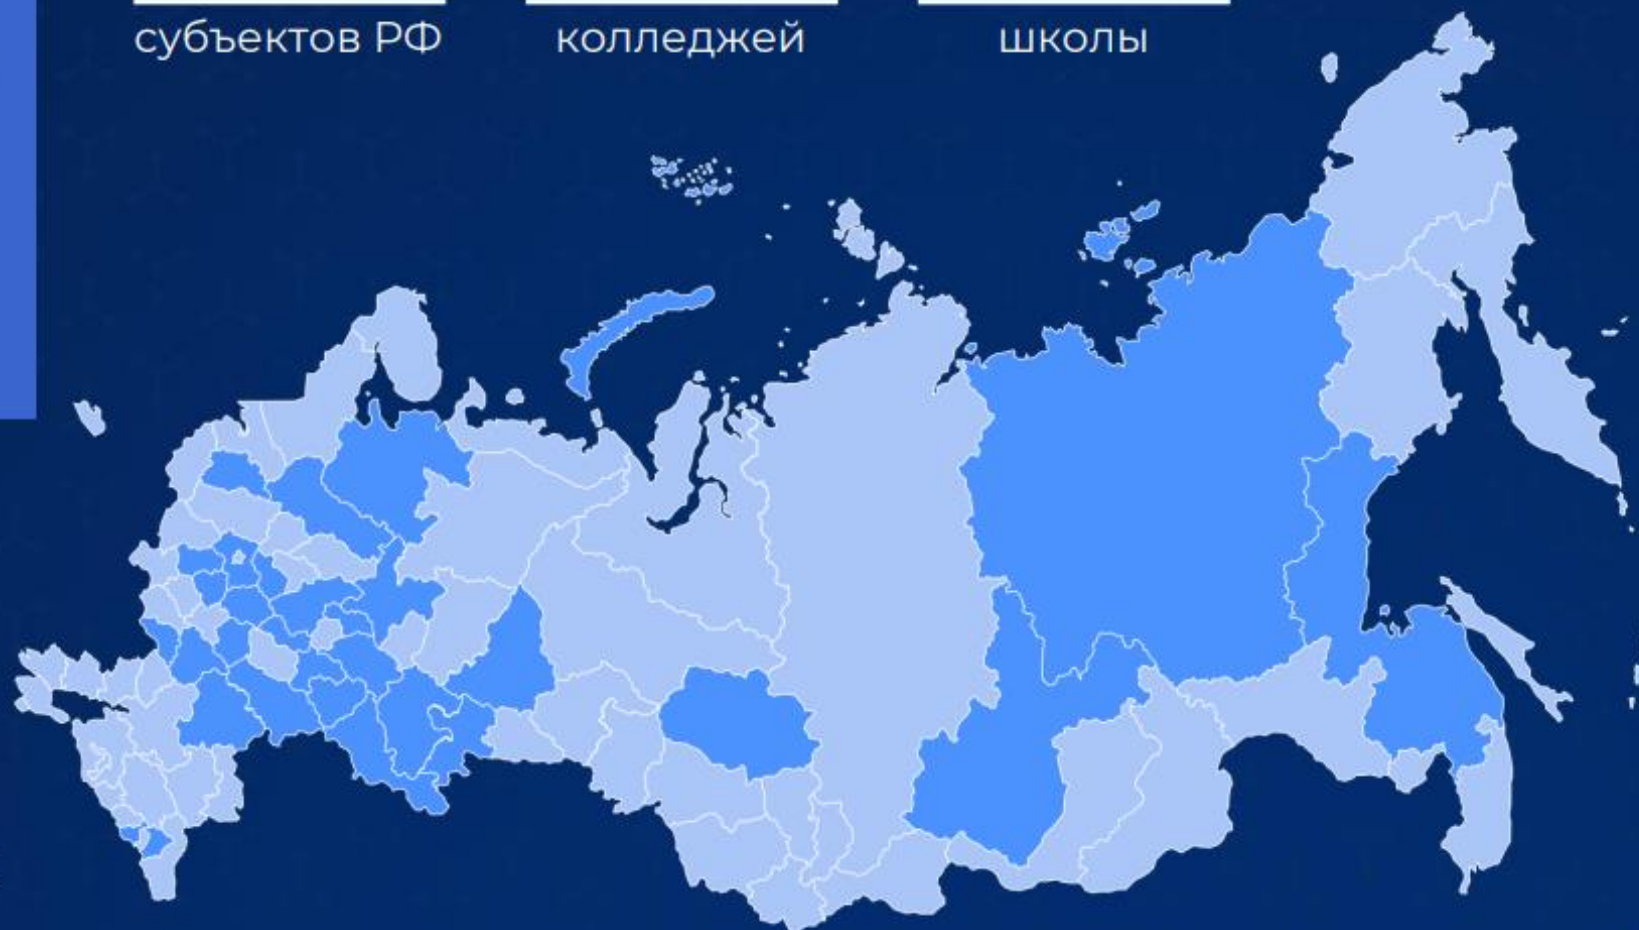 субъектов РФ
колледжей
школы